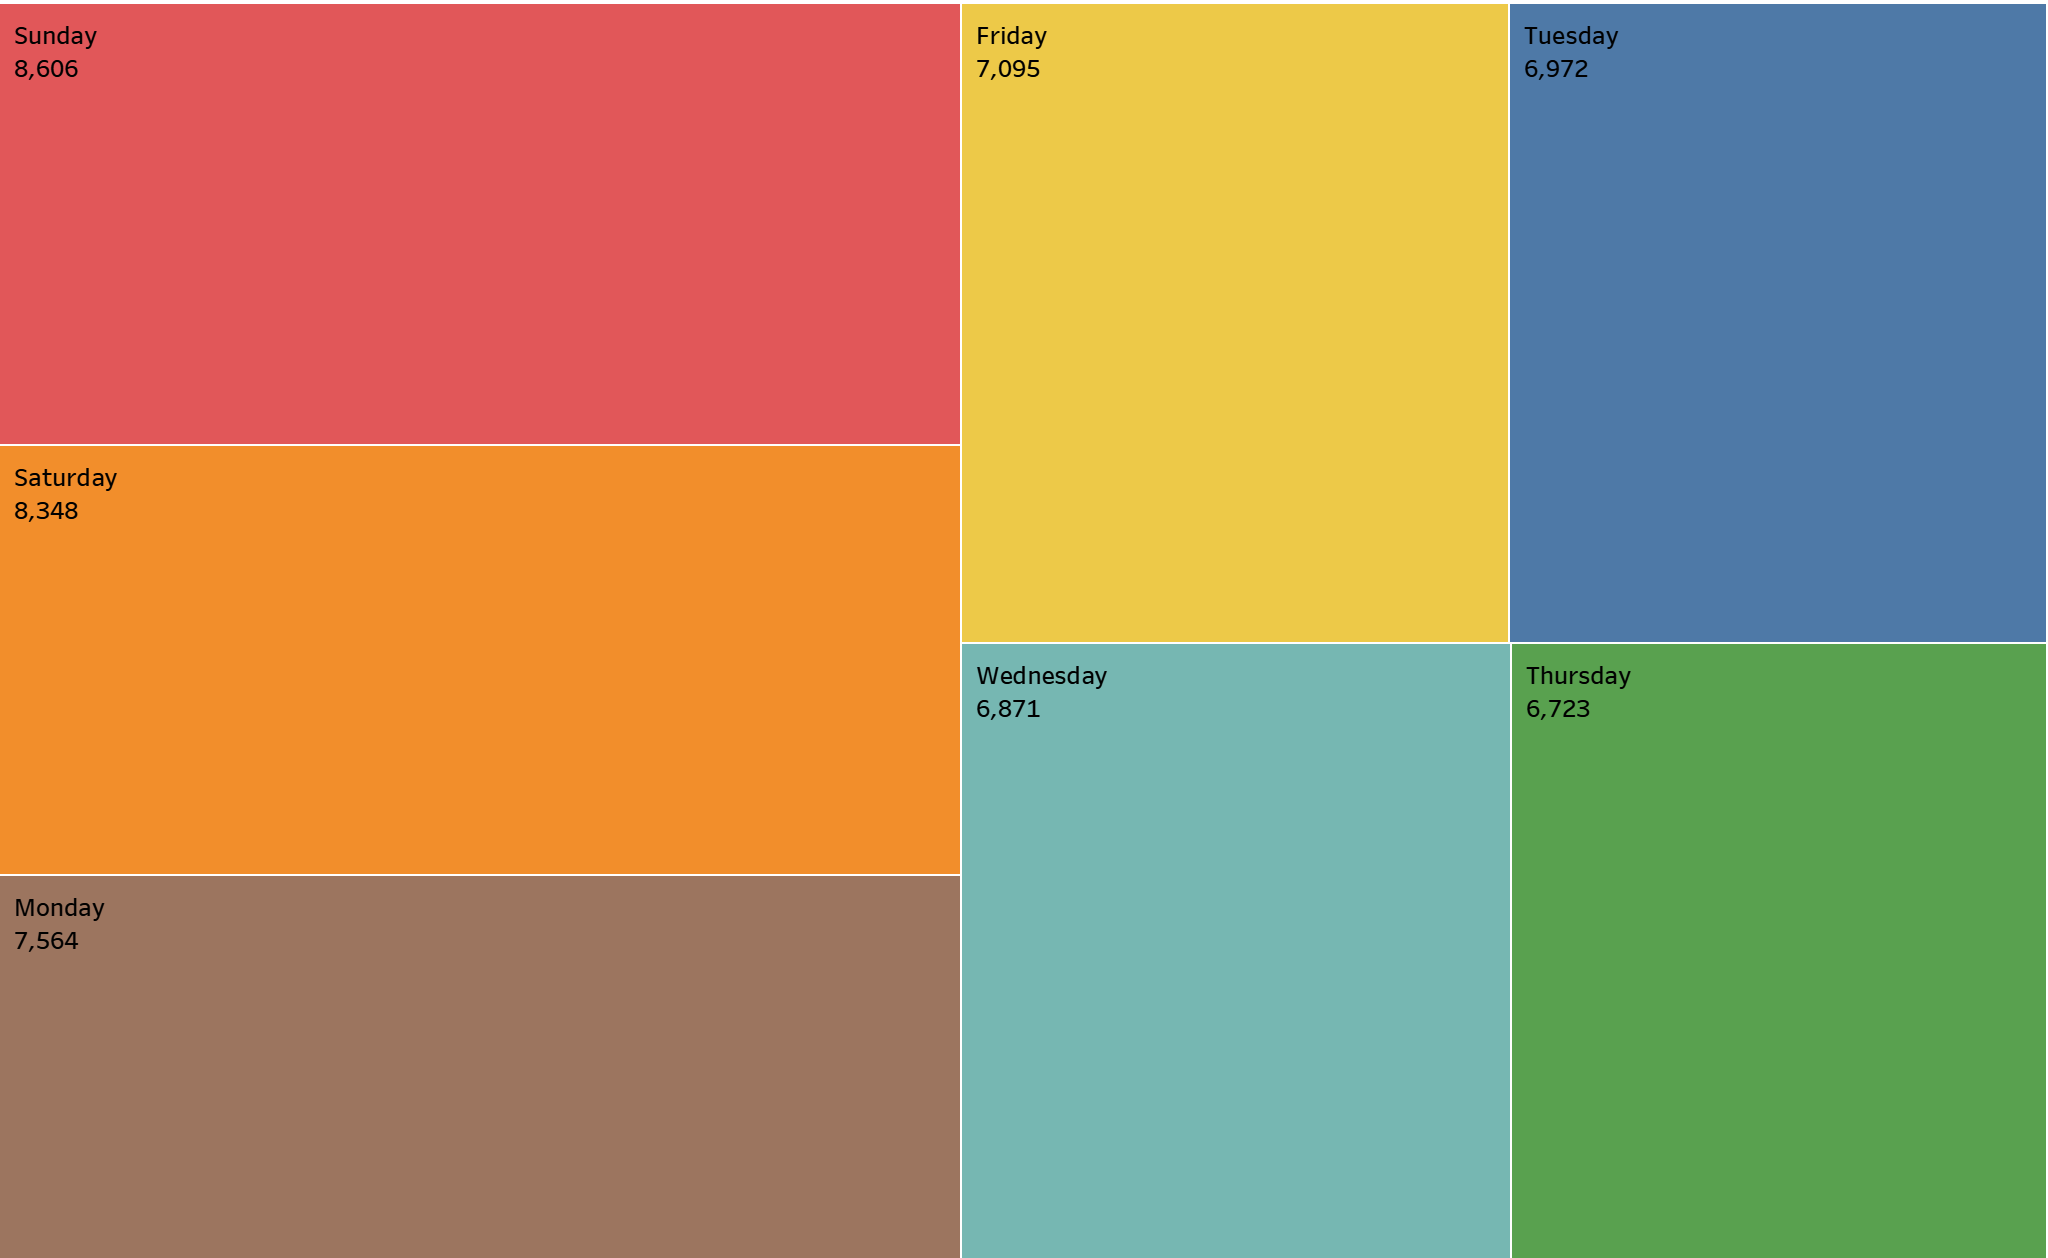 Sunday
8,606
Friday
7,095
Tuesday
6,972
Saturday
8,348
Wednesday
6,871
Thursday
6,723
Monday
7,564